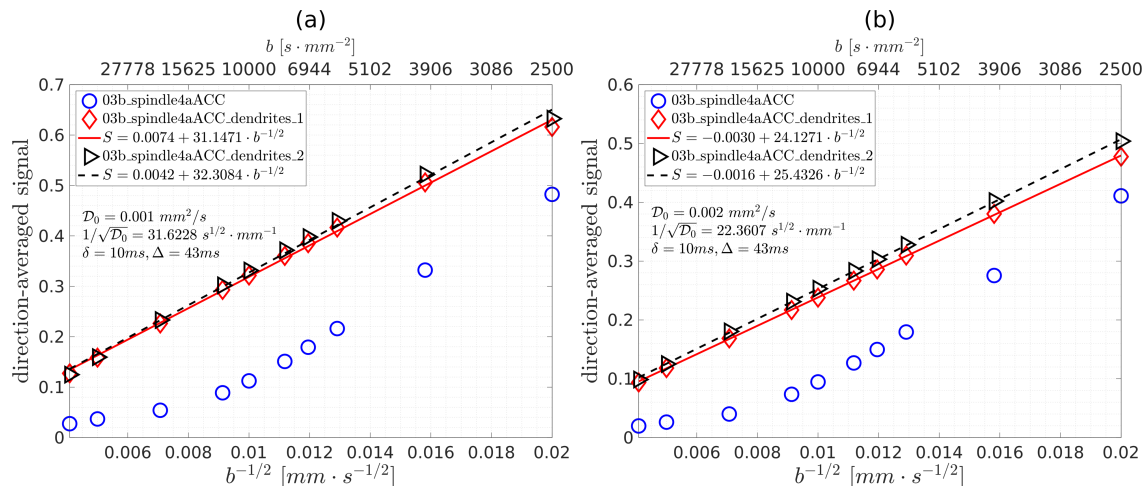 (a)
b [s · mm⁻²]
27778 15625 10000 6944 5102 3906 3086 2500
0.7
0.6
0.5
0.4
0.3
0.2
0.1
0
direction-averaged signal
03b_spindle4aACC
03b_spindle4aACC_dendrites_1
S = 0.0074 + 31.1471 · b⁻¹/²
03b_spindle4aACC_dendrites_2
S = 0.0042 + 32.3084 · b⁻¹/²
𝒟₀ = 0.001 mm²/s
1/√𝒟₀ = 31.6228 s¹/² · mm⁻¹
δ = 10ms, Δ = 43ms
0.006 0.008 0.01 0.012 0.014 0.016 0.018 0.02
b⁻¹/² [mm · s⁻¹/²]
(b)
b [s · mm⁻²]
27778 15625 10000 6944 5102 3906 3086 2500
0.6
0.5
0.4
0.3
0.2
0.1
0
direction-averaged signal
03b_spindle4aACC
03b_spindle4aACC_dendrites_1
S = −0.0030 + 24.1271 · b⁻¹/²
03b_spindle4aACC_dendrites_2
S = −0.0016 + 25.4326 · b⁻¹/²
𝒟₀ = 0.002 mm²/s
1/√𝒟₀ = 22.3607 s¹/² · mm⁻¹
δ = 10ms, Δ = 43ms
0.006 0.008 0.01 0.012 0.014 0.016 0.018 0.02
b⁻¹/² [mm · s⁻¹/²]